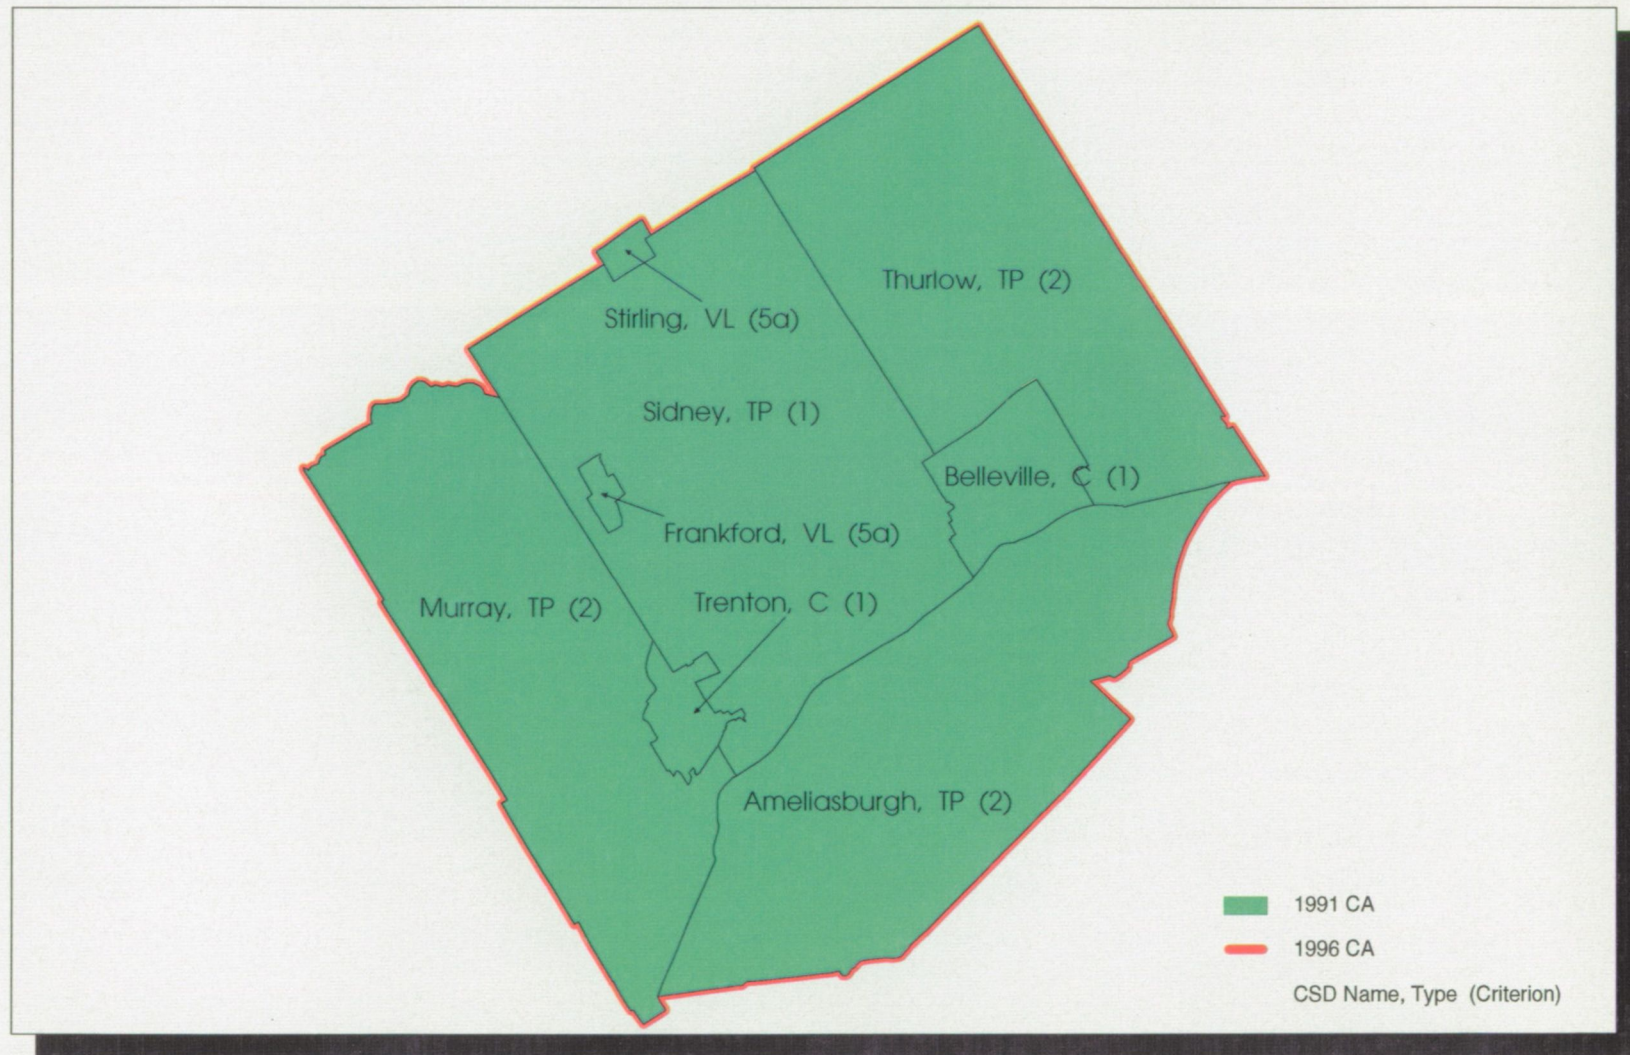 Thurlow, TP (2)
Stirling, VL (5a)
Sidney, TP (1)
Belleville, C (1)
Frankford, VL (5a)
Trenton, C (1)
Murray, TP (2)
Ameliasburgh, TP (2)
1991 CA
1996 CA
CSD Name, Type (Criterion)